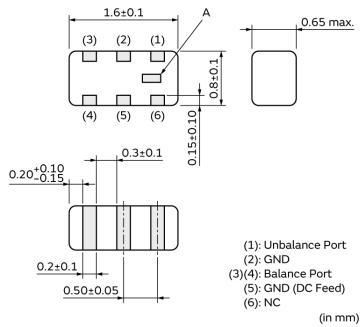 1.6±0.1
A
0.65 max.
(3) (2) (1)
0.8±0.1
(4) (5) (6)
0.15±0.10
0.3±0.1
0.20+0.10
−0.15
0.2±0.1
0.50±0.05
(1): Unbalance Port
(2): GND
(3)(4): Balance Port
(5): GND (DC Feed)
(6): NC
(in mm)